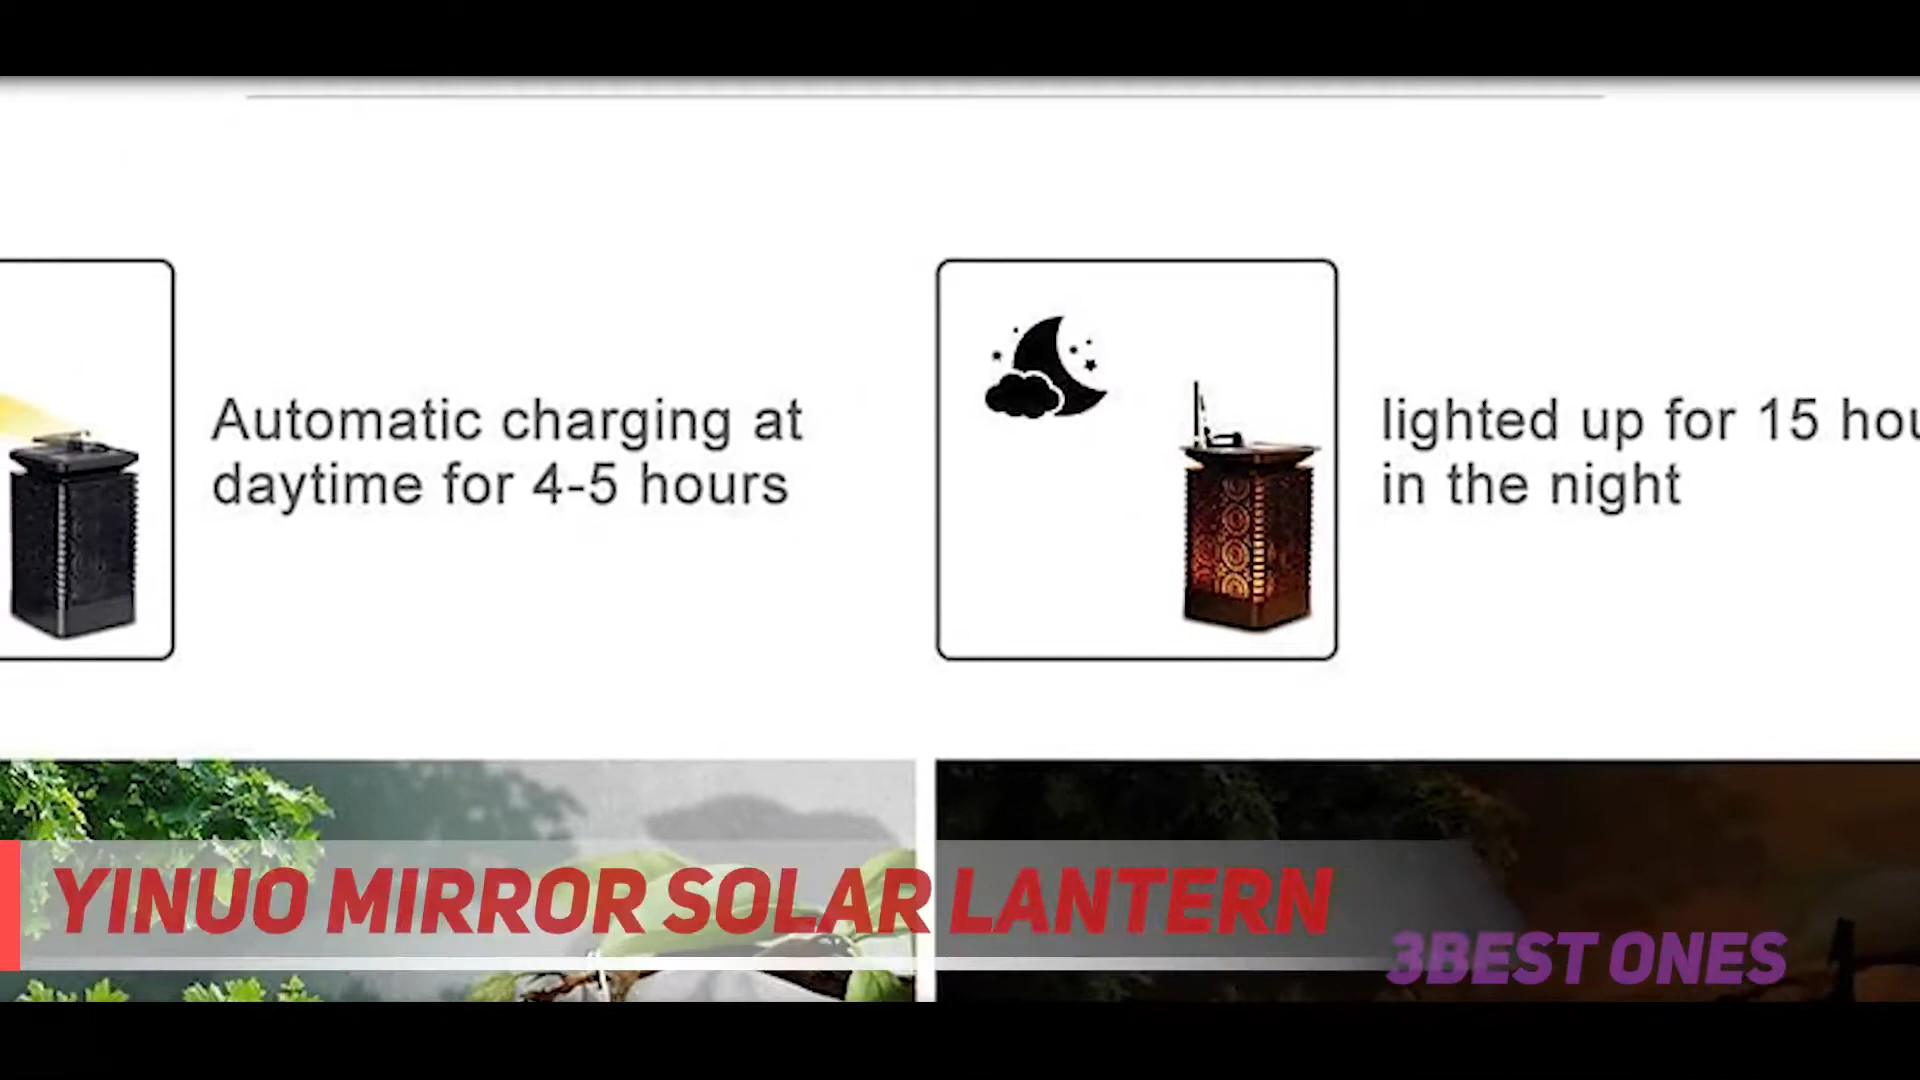 Automatic charging at
daytime for 4-5 hours
lighted up for 15 hou
in the night
YINUO MIRROR SOLAR LANTERN
3BEST ONES